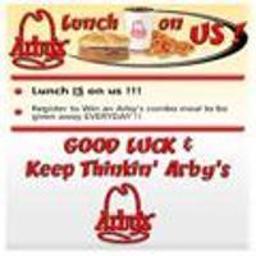 Lunch on US !
Arby's
Lunch IS on us !!!
Register to Win an Arby's combo meal to be
given away EVERYDAY !!
GOOD LUCK &
Keep Thinkin' Arby's
Arby's